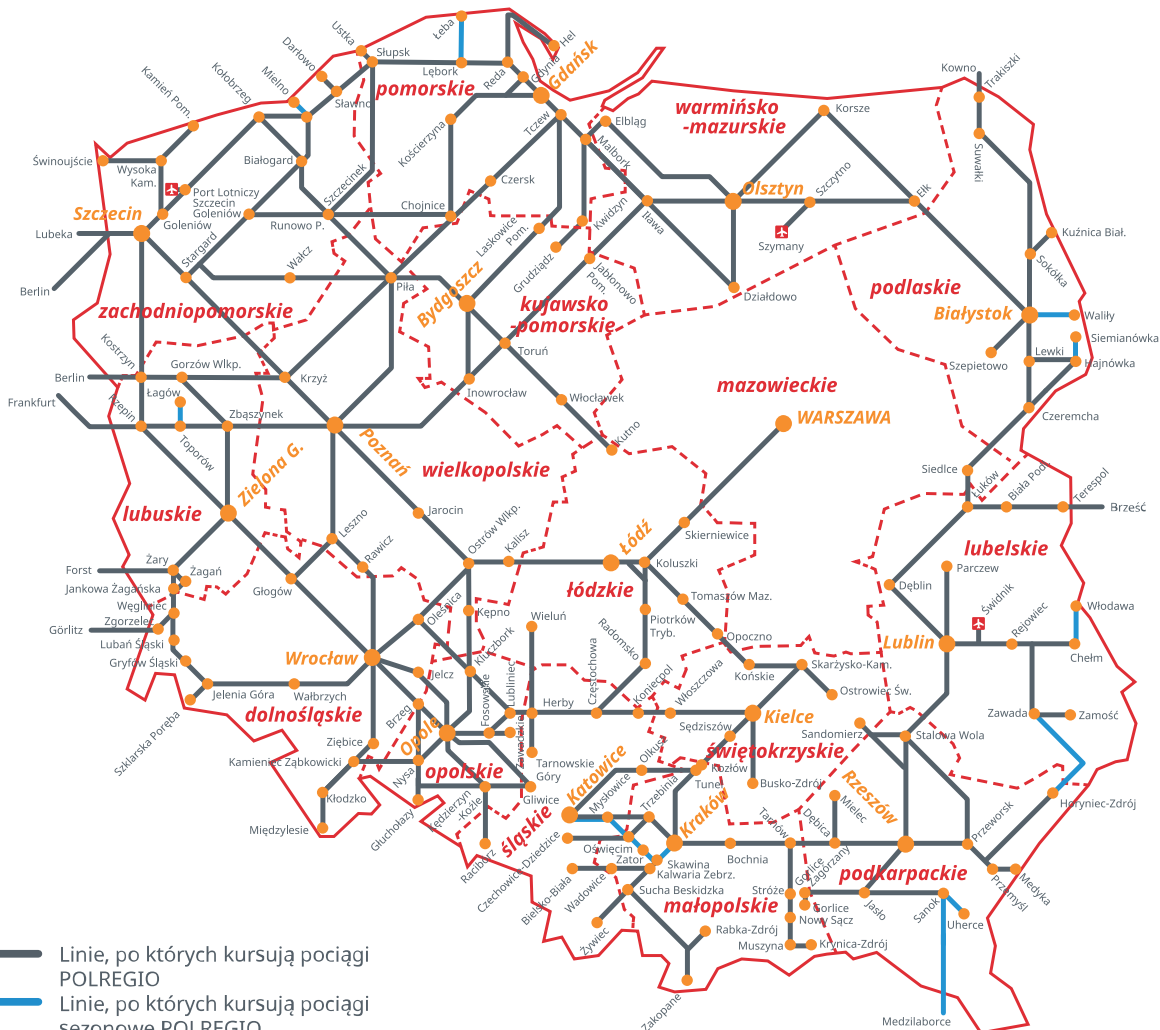 Łeba
Ustka
Słupsk
Hel
Gdynia
Gdańsk
Darłowo
Lębork
Reda
Kamień Pom.
Kołobrzeg
Mielno
Sławno
pomorskie
Kowno
Trakiszki
warmińsko
-mazurskie
Korsze
Tczew
Elbląg
Kościerzyna
Malbork
Suwałki
Świnoujście
Wysoka
Kam.
Białogard
Szczecinek
Czersk
Port Lotniczy
Szczecin
Goleniów
Goleniów
Szczecin
Olsztyn
Szczytno
Ełk
Chojnice
Runowo P.
Laskowice
Pom.
Kwidzyn
Iława
Szymany
Kuźnica Biał.
Lubeka
Stargard
Wałcz
Grudziądz
Jabłonowo
Pom.
Sokółka
Berlin
Piła
Bydgoszcz
Działdowo
podlaskie
zachodniopomorskie
kujawsko
-pomorskie
Białystok
Waliły
Siemianówka
Kostrzyn
Toruń
Szepietowo
Lewki
Hajnówka
Gorzów Wlkp.
Berlin
Krzyż
Inowrocław
mazowieckie
Łagów
Włocławek
Frankfurt
Rzepin
Zbąszynek
WARSZAWA
Czeremcha
Toporów
Zielona G.
Poznań
Kutno
wielkopolskie
Siedlce
Łuków
Biała Podl.
Terespol
lubuskie
Jarocin
Brześć
Leszno
Rawicz
Ostrów Wlkp.
Kalisz
Łódź
Skierniewice
lubelskie
Żary
Forst
Żagań
Koluszki
Parczew
Jankowa Żagańska
Głogów
łódzkie
Dęblin
Węgliniec
Zgorzelec
Görlitz
Oleśnica
Kępno
Wieluń
Tomaszów Maz.
Piotrków
Tryb.
Świdnik
Włodawa
Rejowiec
Lubań Śląski
Gryfów Śląski
Wrocław
Kluczbork
Radomsko
Opoczno
Lublin
Chełm
Jelcz
Lubliniec
Częstochowa
Koniecpol
Włoszczowa
Końskie
Skarżysko-Kam.
Jelenia Góra
Wałbrzych
Fosowskie
Herby
Ostrowiec Św.
Szklarska Poręba
dolnośląskie
Brzeg
Opole
Zawadzkie
Sędziszów
Kielce
Zawada
Zamość
Ziębice
Sandomierz
Stalowa Wola
Kamieniec Ząbkowicki
Nysa
opolskie
Tarnowskie
Góry
Katowice
Olkusz
świętokrzyskie
Kozłów
Tunel
Busko-Zdrój
Rzeszów
Kłodzko
Głuchołazy
Kędzierzyn
-Koźle
Gliwice
Mysłowice
Trzebinia
Kraków
Mielec
Horyniec-Zdrój
Międzylesie
Racibórz
śląskie
Tarnów
Dębica
Przeworsk
Czechowice-Dziedzice
Oświęcim
Zator
Skawina
Bochnia
Kalwaria Zebrz.
Gorlice
Zagórzany
podkarpackie
Bielsko-Biała
Wadowice
Sucha Beskidzka
Stróże
Przemyśl
Medyka
małopolskie
Gorlice
Nowy Sącz
Jasło
Sanok
Uherce
Żywiec
Rabka-Zdrój
Muszyna
Krynica-Zdrój
Zakopane
Medzilaborce
Linie, po których kursują pociągi
POLREGIO
Linie, po których kursują pociągi
sezonowe POLREGIO